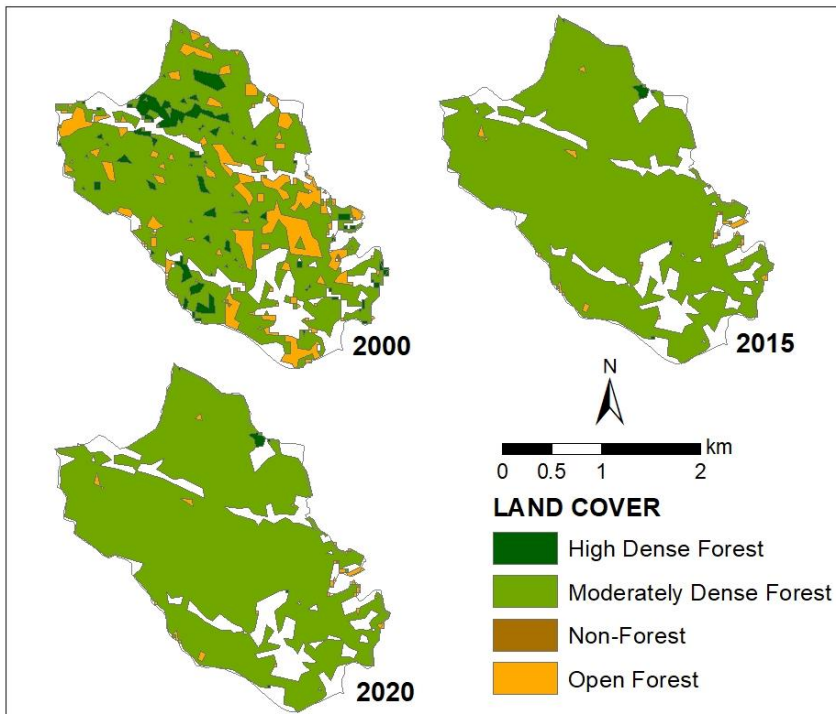 2000
2015
2020
N
km
0 0.5 1 2
LAND COVER
High Dense Forest
Moderately Dense Forest
Non-Forest
Open Forest